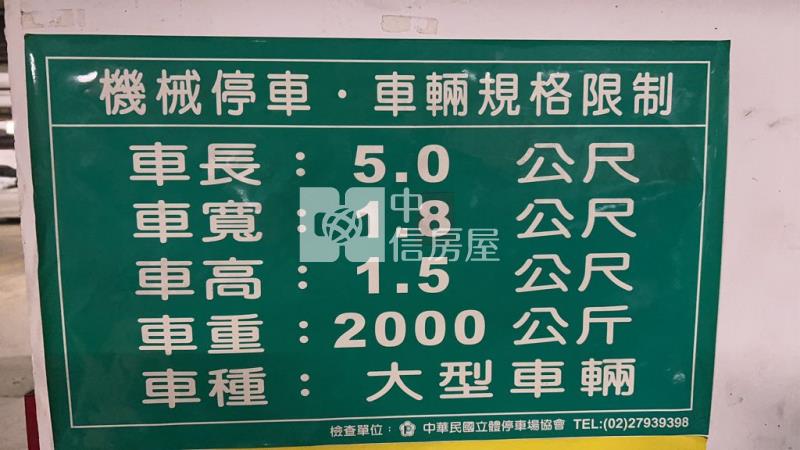 機械停車·車輛規格限制
車長:5.0 公尺
車寬:1.8 公尺
車高:1.5 公尺
車重:2000 公斤
車種:大型車輛
檢查單位: P 中華民國立體停車場協會 TEL:(02)27939398
中信房屋